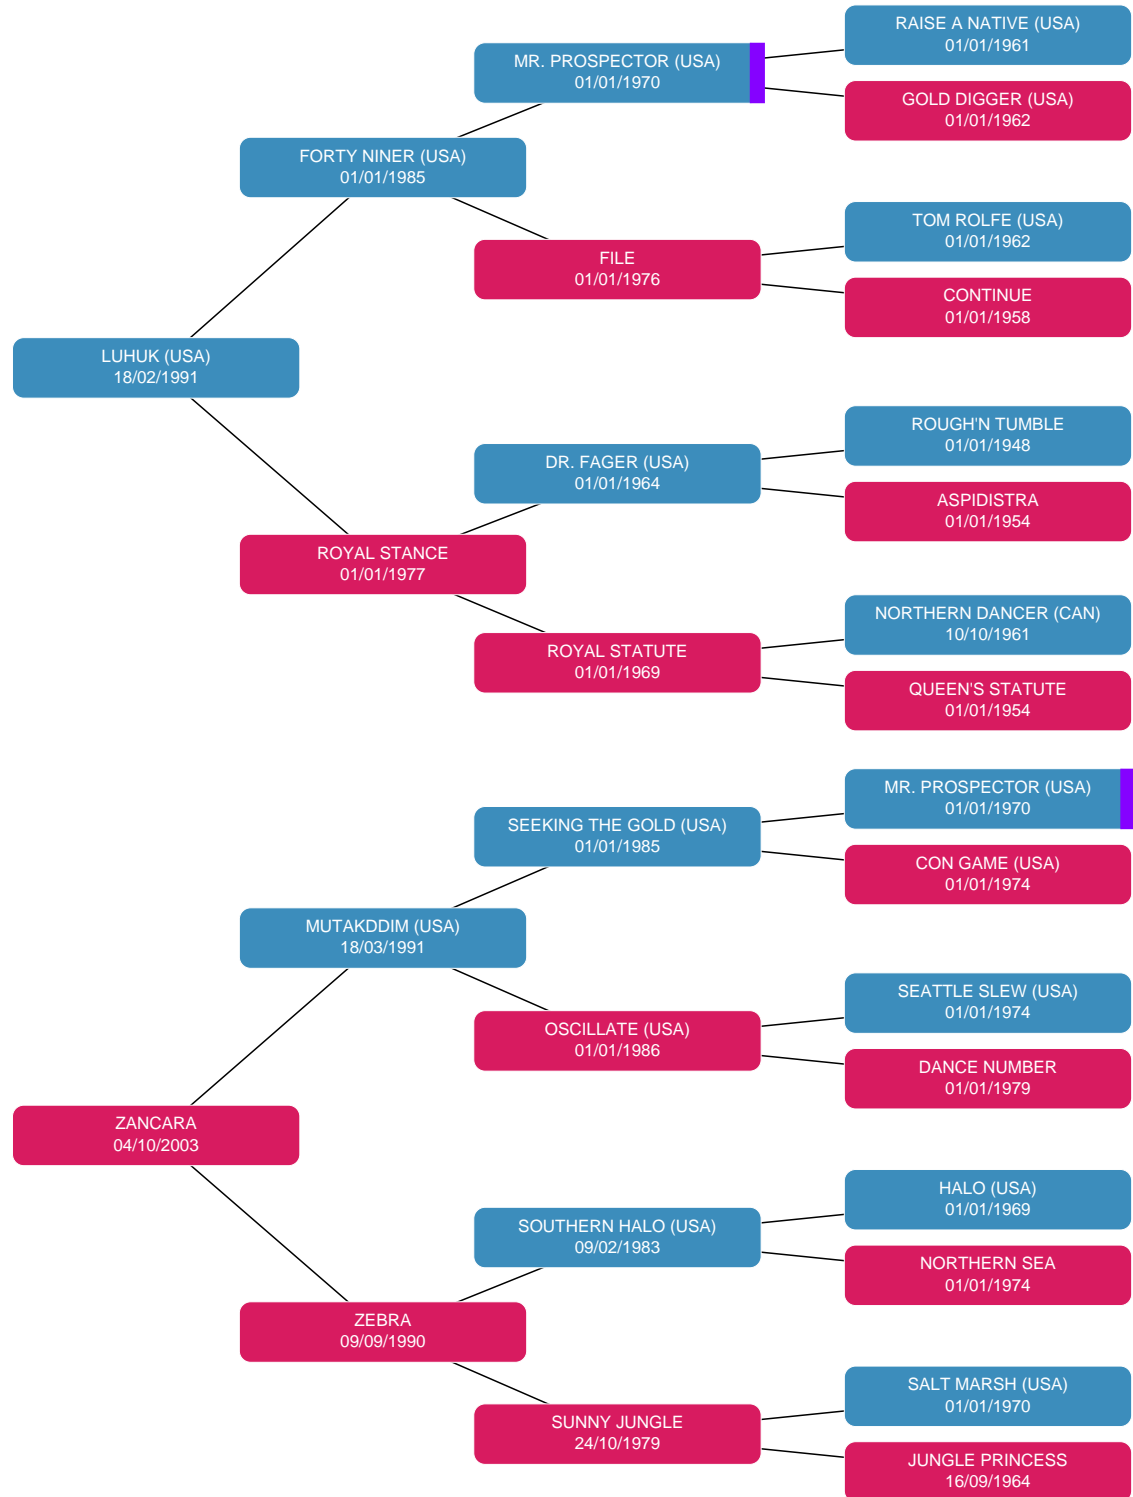 RAISE A NATIVE (USA)
01/01/1961
MR. PROSPECTOR (USA)
01/01/1970
GOLD DIGGER (USA)
01/01/1962
FORTY NINER (USA)
01/01/1985
TOM ROLFE (USA)
01/01/1962
FILE
01/01/1976
CONTINUE
01/01/1958
LUHUK (USA)
18/02/1991
ROUGH'N TUMBLE
01/01/1948
DR. FAGER (USA)
01/01/1964
ASPIDISTRA
01/01/1954
ROYAL STANCE
01/01/1977
NORTHERN DANCER (CAN)
10/10/1961
ROYAL STATUTE
01/01/1969
QUEEN'S STATUTE
01/01/1954
MR. PROSPECTOR (USA)
01/01/1970
SEEKING THE GOLD (USA)
01/01/1985
CON GAME (USA)
01/01/1974
MUTAKDDIM (USA)
18/03/1991
SEATTLE SLEW (USA)
01/01/1974
OSCILLATE (USA)
01/01/1986
DANCE NUMBER
01/01/1979
ZANCARA
04/10/2003
HALO (USA)
01/01/1969
SOUTHERN HALO (USA)
09/02/1983
NORTHERN SEA
01/01/1974
ZEBRA
09/09/1990
SALT MARSH (USA)
01/01/1970
SUNNY JUNGLE
24/10/1979
JUNGLE PRINCESS
16/09/1964